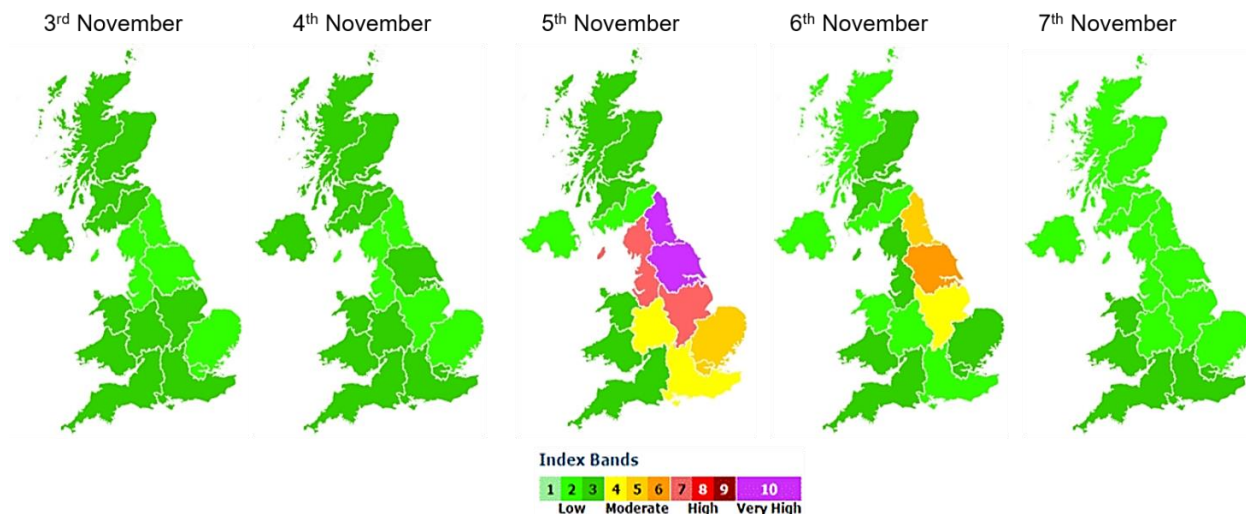 3rd November 4th November 5th November 6th November 7th November
Index Bands
1 2 3 4 5 6 7 8 9 10
Low Moderate High Very High